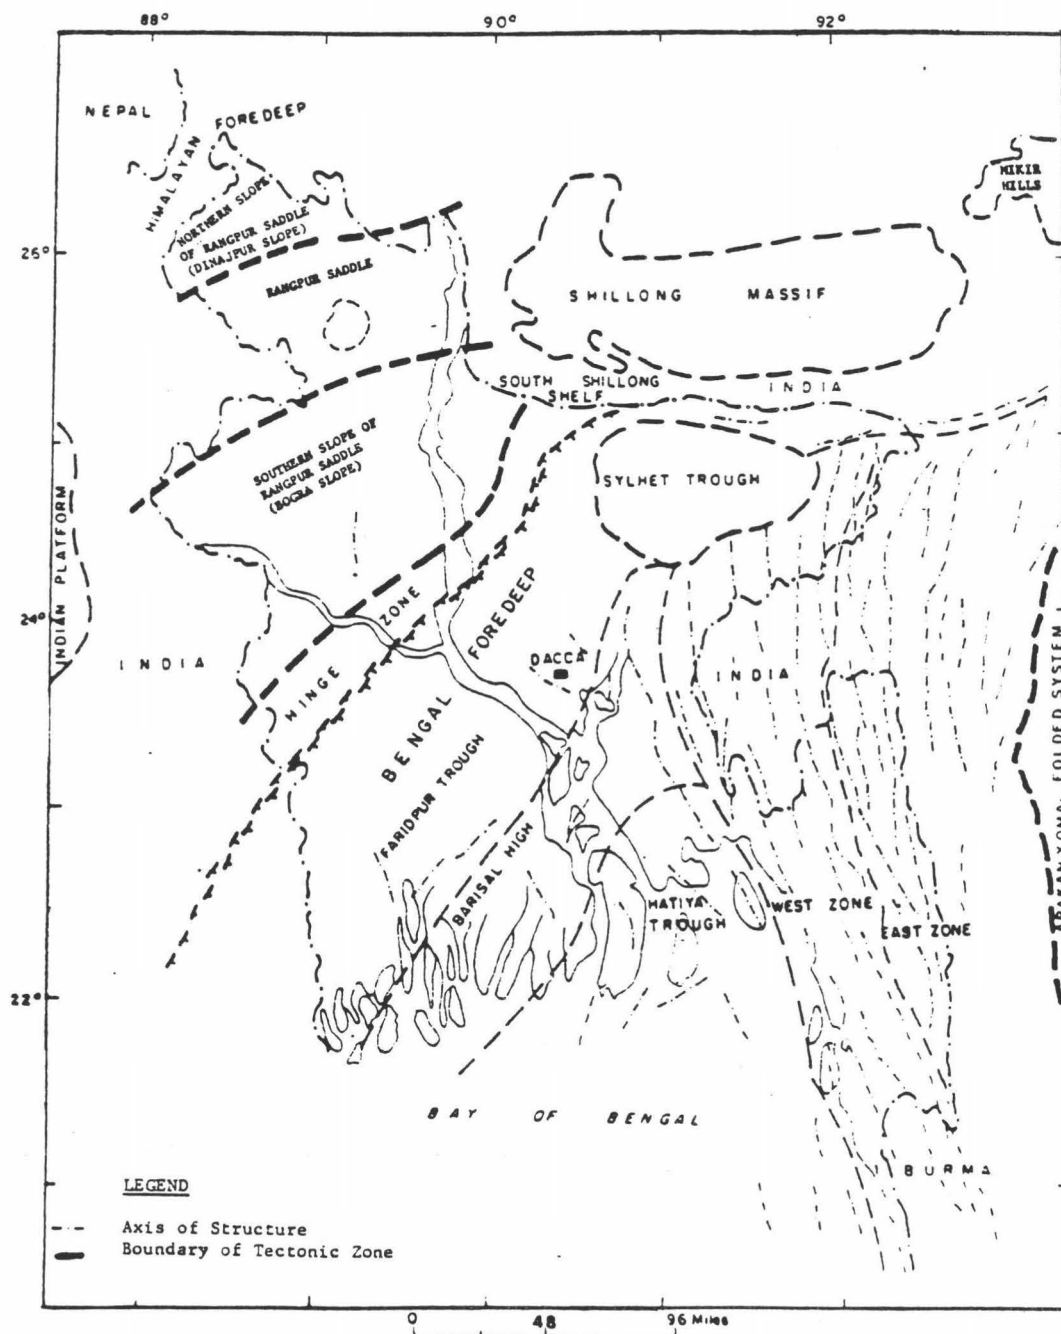 88° 90° 92°
NEPAL
HIMALAYAN FOREDEEP
MIKIR
HILLS
NORTHERN SLOPE
OF RANGPUR SADDLE
(DINAJPUR SLOPE)
26°
RANGPUR SADDLE
SHILLONG MASSIF
SOUTH SHILLONG
SHELF
INDIA
SOUTHERN SLOPE OF
RANGPUR SADDLE
(BOGRA SLOPE)
SYLHET TROUGH
INDIAN PLATFORM
24°
HINGE ZONE
BENGAL FOREDEEP
DACCA
INDIA
INDIA
FOLDED SYSTEM
FARIDPUR TROUGH
BARISAL HIGH
HATIYA
TROUGH
WEST ZONE
EAST ZONE
22°
BAY OF BENGAL
BURMA
LEGEND
Axis of Structure
Boundary of Tectonic Zone
0 48 96 Miles